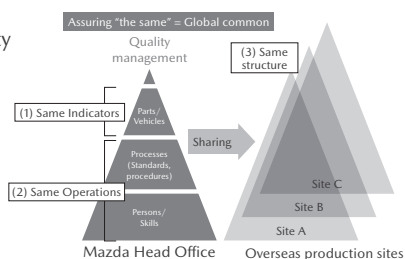 ty
Assuring “the same” = Global common
Quality
management
(3) Same
structure
(1) Same Indicators
Parts/
Vehicles
Sharing
Processes
(Standards,
procedures)
(2) Same Operations
Persons/
Skills
Site C
Site B
Site A
Mazda Head Office
Overseas production sites